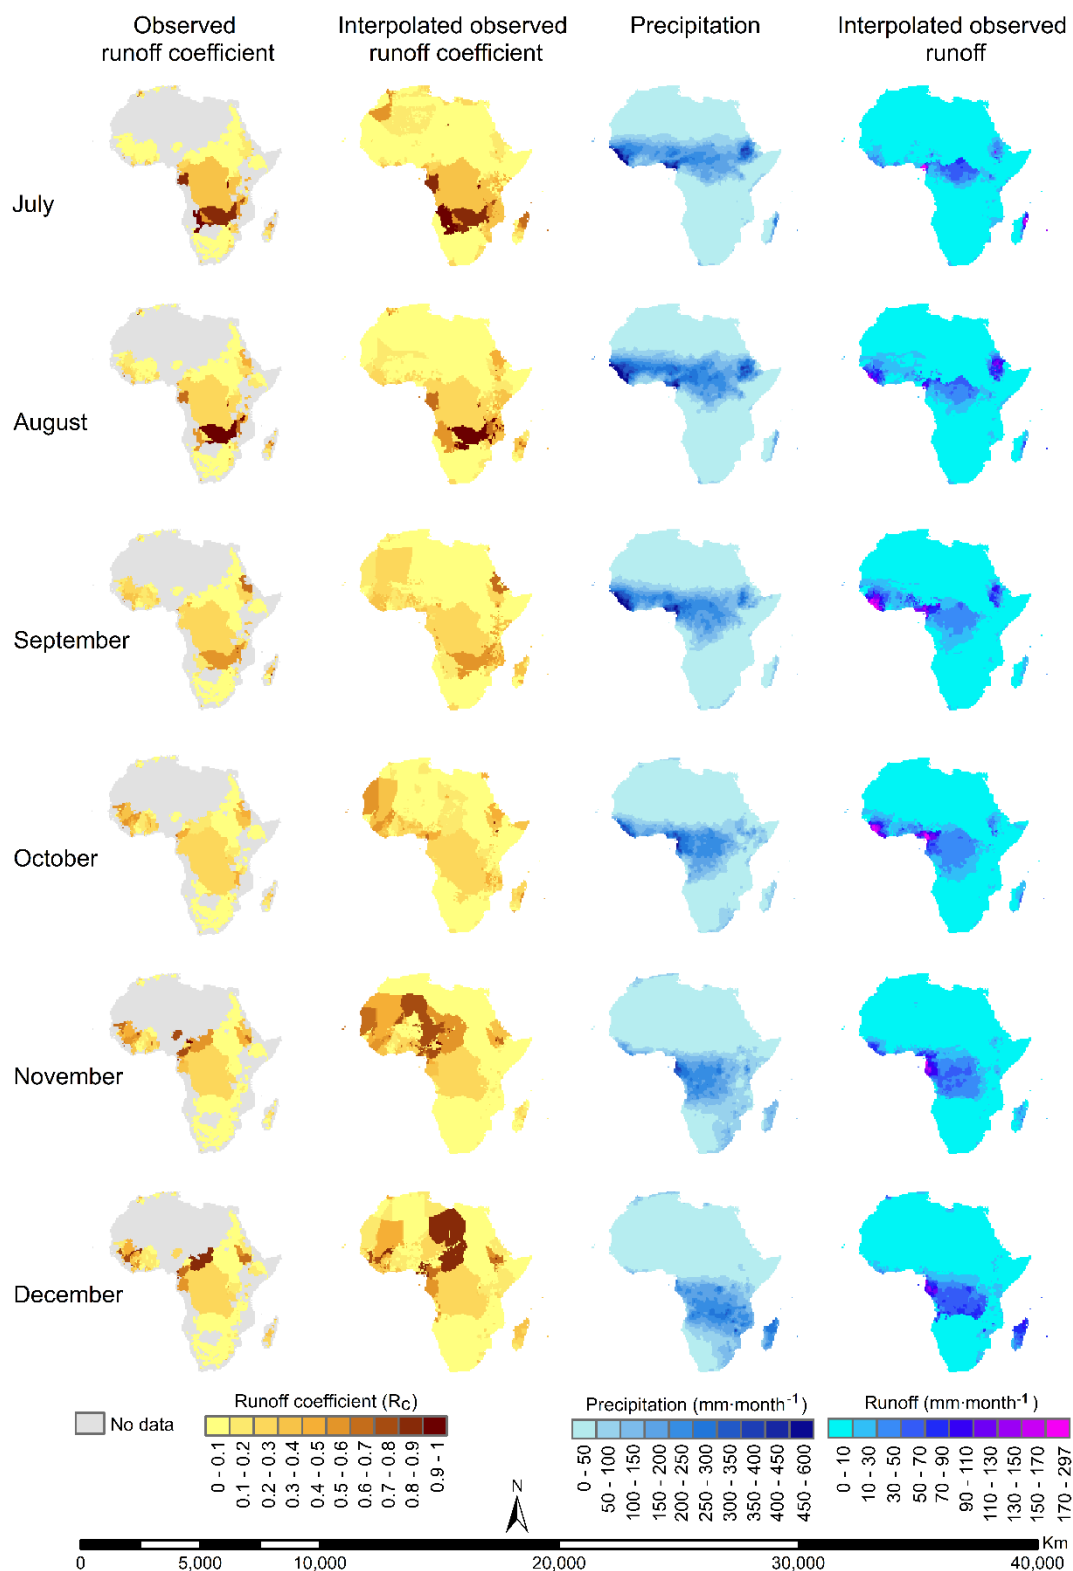 Observed
runoff coefficient
Interpolated observed
runoff coefficient
Precipitation
Interpolated observed
runoff
July
August
September
October
November
December
No data
Runoff coefficient (RC)
0 - 0.1
0.1 - 0.2
0.2 - 0.3
0.3 - 0.4
0.4 - 0.5
0.5 - 0.6
0.6 - 0.7
0.7 - 0.8
0.8 - 0.9
0.9 - 1
Precipitation (mm·month-1)
0 - 50
50 - 100
100 - 150
150 - 200
200 - 250
250 - 300
300 - 350
350 - 400
400 - 450
450 - 600
Runoff (mm·month-1)
0 - 10
10 - 30
30 - 50
50 - 70
70 - 90
90 - 110
110 - 130
130 - 150
150 - 170
170 - 297
N
Km
0 5,000 10,000 20,000 30,000 40,000